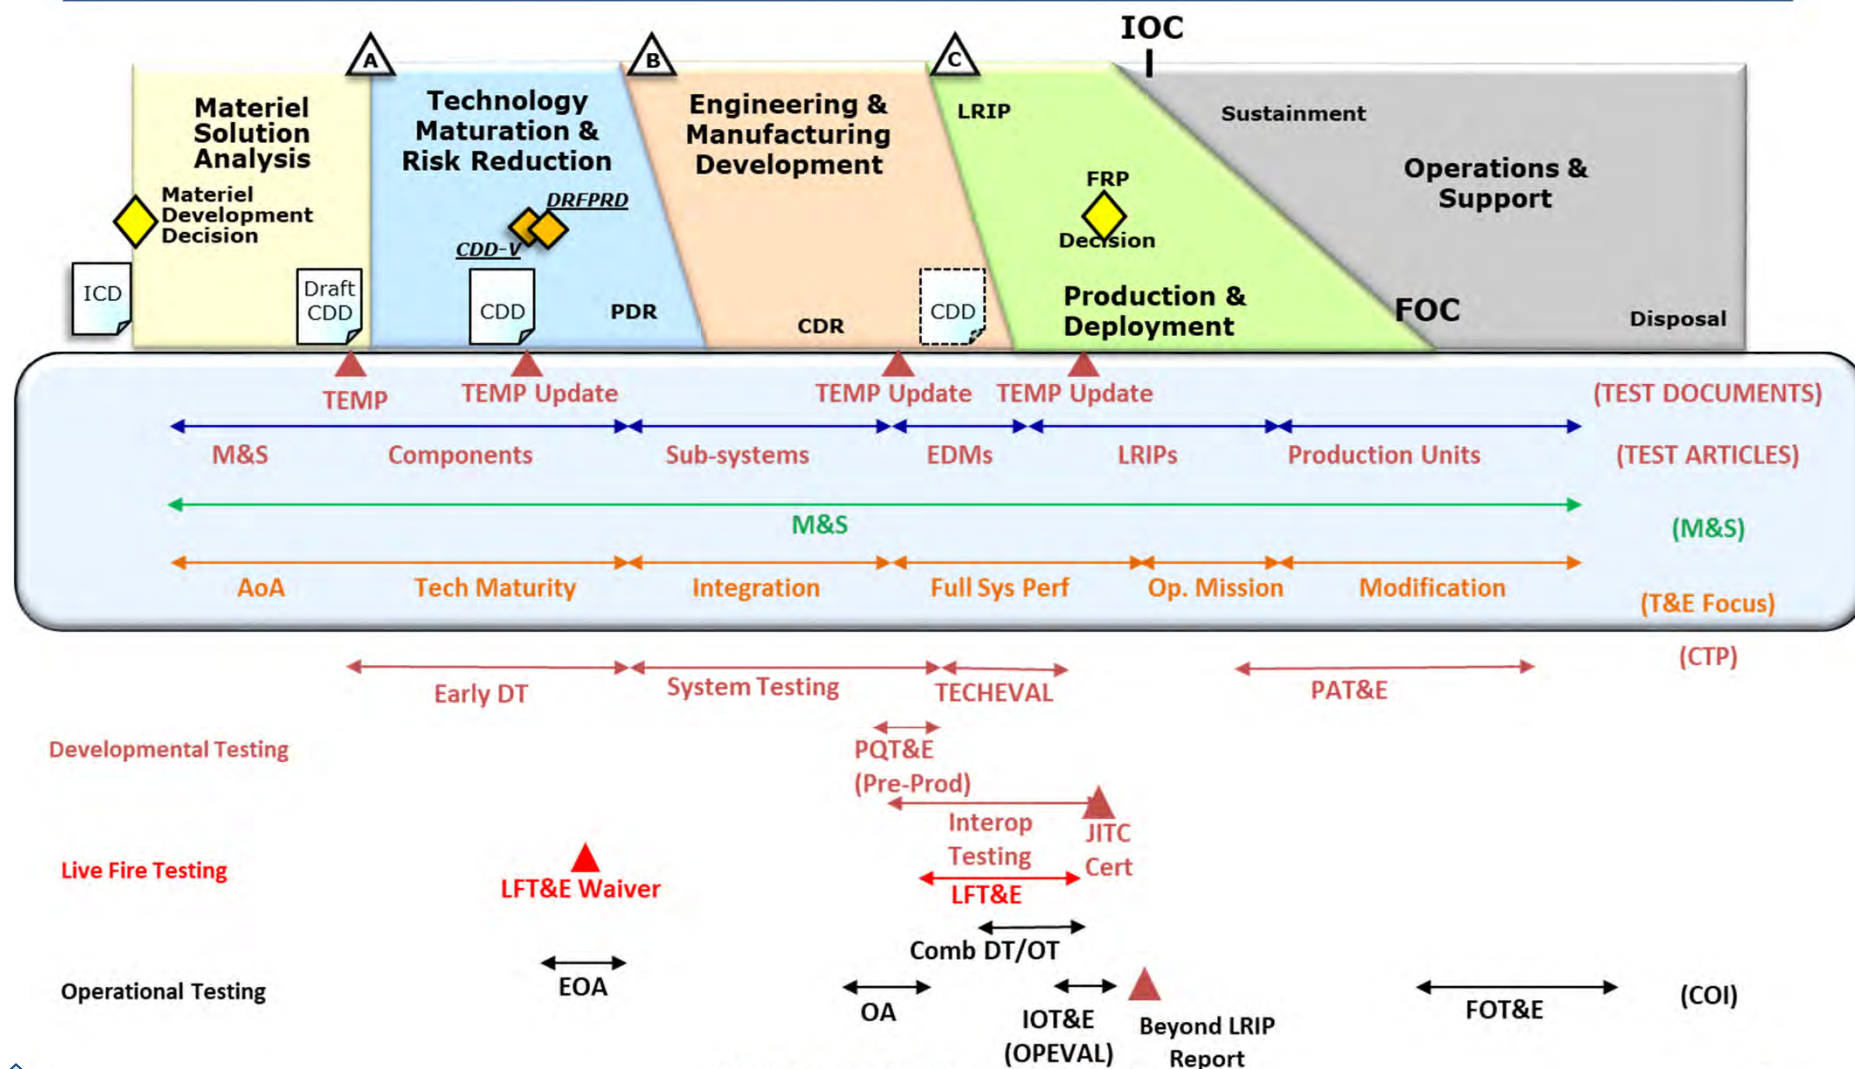 IOC
A
B
C
Materiel
Solution
Analysis
Technology
Maturation &
Risk Reduction
Engineering &
Manufacturing
Development
LRIP
Sustainment
Operations &
Support
Materiel
Development
Decision
DRFPRD
CDD-V
FRP
Decision
ICD
Draft
CDD
CDD
PDR
CDR
CDD
Production &
Deployment
FOC
Disposal
TEMP
TEMP Update
TEMP Update
TEMP Update
(TEST DOCUMENTS)
M&S
Components
Sub-systems
EDMs
LRIPs
Production Units
(TEST ARTICLES)
M&S
(M&S)
AoA
Tech Maturity
Integration
Full Sys Perf
Op. Mission
Modification
(T&E Focus)
(CTP)
Early DT
System Testing
TECHEVAL
PAT&E
Developmental Testing
PQT&E
(Pre-Prod)
Interop
Testing
JITC
Cert
Live Fire Testing
LFT&E Waiver
LFT&E
Comb DT/OT
Operational Testing
EOA
OA
IOT&E
(OPEVAL)
Beyond LRIP
Report
FOT&E
(COI)